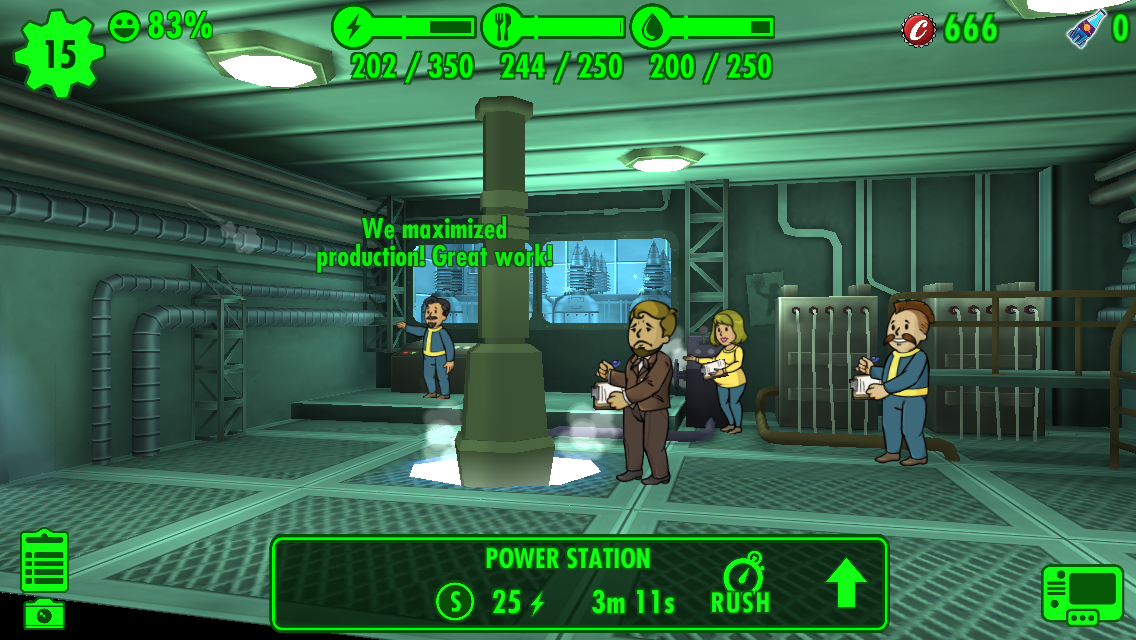 15
83%
202 / 350
244 / 250
200 / 250
666
0
We maximized
production! Great work!
POWER STATION
S
25
3m 11s
RUSH